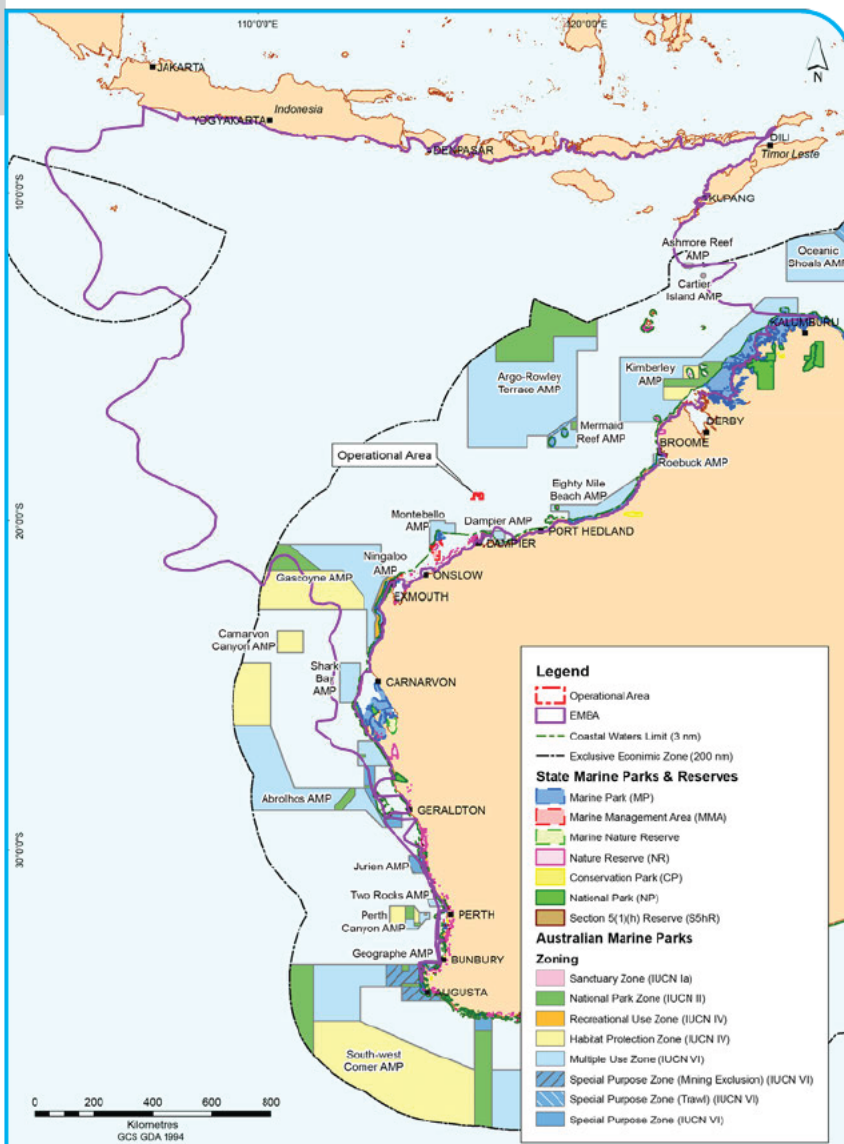 110°0'0"E
120°0'0"E
N
JAKARTA
YOGYAKARTA
Indonesia
DENPASAR
DILI
Timor Leste
10°0'0"S
KUPANG
Ashmore Reef
AMP
Oceanic
Shoals AMP
Cartier
Island AMP
KALUMBURU
Kimberley
AMP
Argo-Rowley
Terrace AMP
DERBY
Mermaid
Reef AMP
BROOME
Operational Area
Roebuck AMP
Eighty Mile
Beach AMP
20°0'0"S
Montebello
AMP
Dampier AMP
PORT HEDLAND
DAMPIER
Ningaloo
AMP
ONSLOW
Gascoyne AMP
EXMOUTH
Carnarvon
Canyon AMP
Shark
Bay
AMP
CARNARVON
Abrolhos AMP
GERALDTON
30°0'0"S
Jurien AMP
Two Rocks AMP
Perth
Canyon AMP
PERTH
Geographe AMP
BUNBURY
AUGUSTA
South-west
Corner AMP
Legend
Operational Area
EMBA
Coastal Waters Limit (3 nm)
Exclusive Econimic Zone (200 nm)
State Marine Parks & Reserves
Marine Park (MP)
Marine Management Area (MMA)
Marine Nature Reserve
Nature Reserve (NR)
Conservation Park (CP)
National Park (NP)
Section 5(1)(h) Reserve (S5hR)
Australian Marine Parks
Zoning
Sanctuary Zone (IUCN Ia)
National Park Zone (IUCN II)
Recreational Use Zone (IUCN IV)
Habitat Protection Zone (IUCN IV)
Multiple Use Zone (IUCN VI)
Special Purpose Zone (Mining Exclusion) (IUCN VI)
Special Purpose Zone (Trawl) (IUCN VI)
Special Purpose Zone (IUCN VI)
0 200 400 600 800
Kilometres
GCS GDA 1994